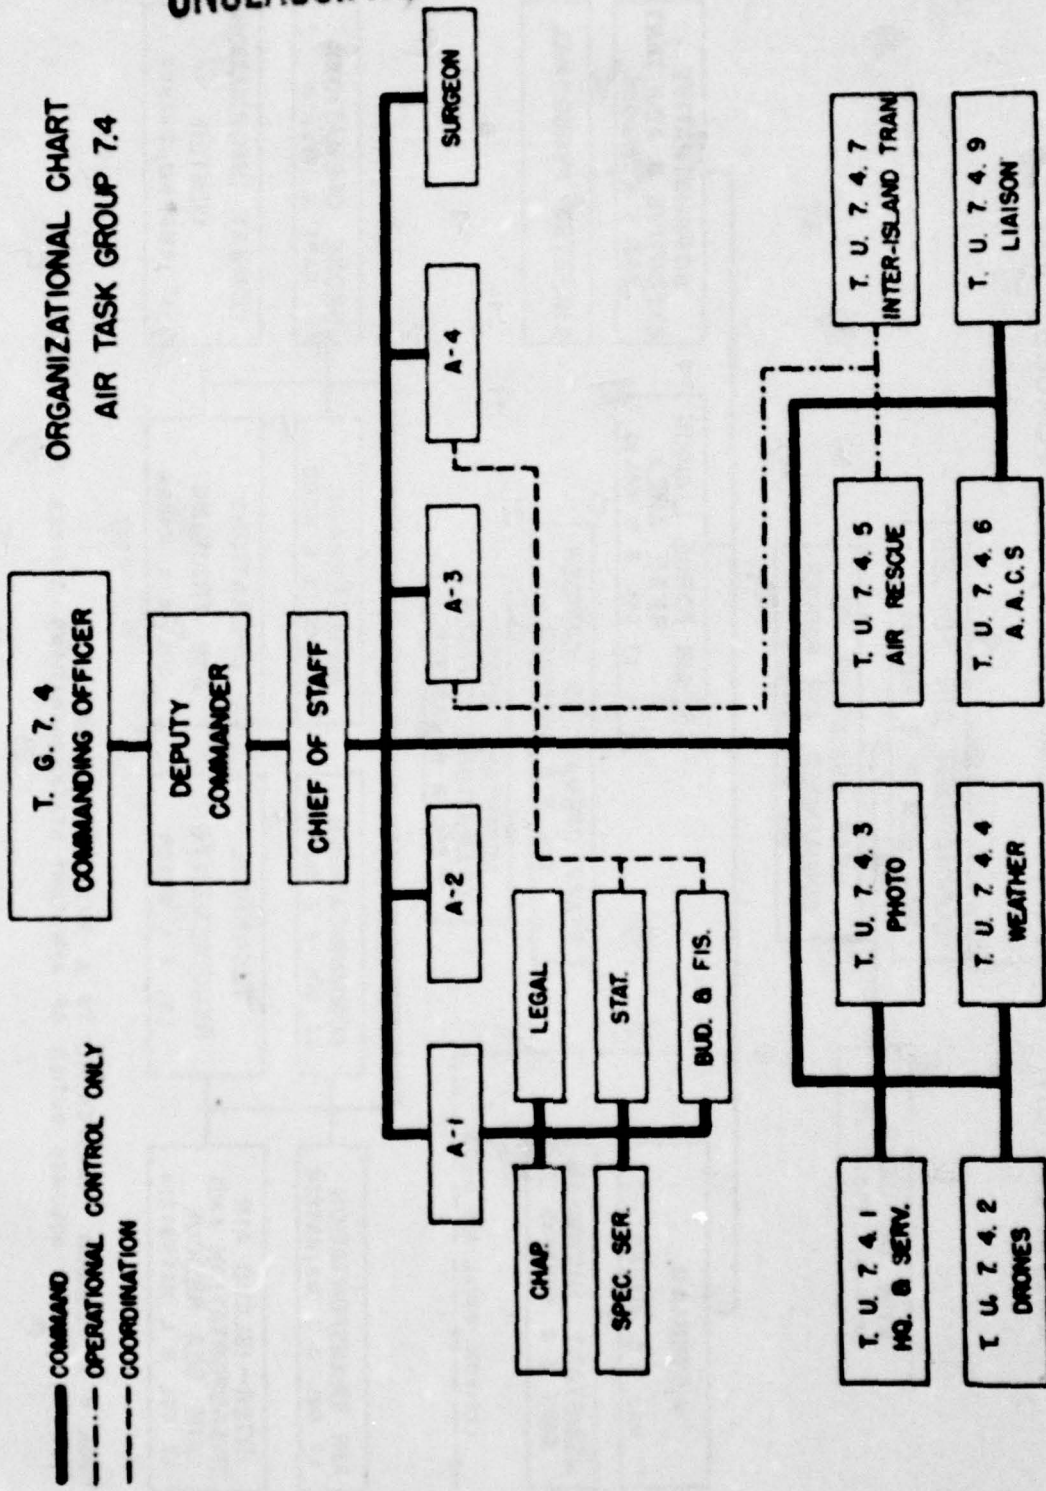 ORGANIZATIONAL CHART
AIR TASK GROUP 7.4
COMMAND
OPERATIONAL CONTROL ONLY
COORDINATION
T. G. 7. 4
COMMANDING OFFICER
DEPUTY
COMMANDER
CHIEF OF STAFF
A-1
A-2
A-3
A-4
SURGEON
CHAP.
LEGAL
SPEC. SER.
STAT.
BUD. & FIS.
T. U. 7. 4. 1
HQ. & SERV.
T. U. 7. 4. 3
PHOTO
T. U. 7. 4. 5
AIR RESCUE
T. U. 7. 4. 7
INTER-ISLAND TRAN
T. U. 7. 4. 2
DRONES
T. U. 7. 4. 4
WEATHER
T. U. 7. 4. 6
A. A. C. S
T. U. 7. 4. 9
LIAISON